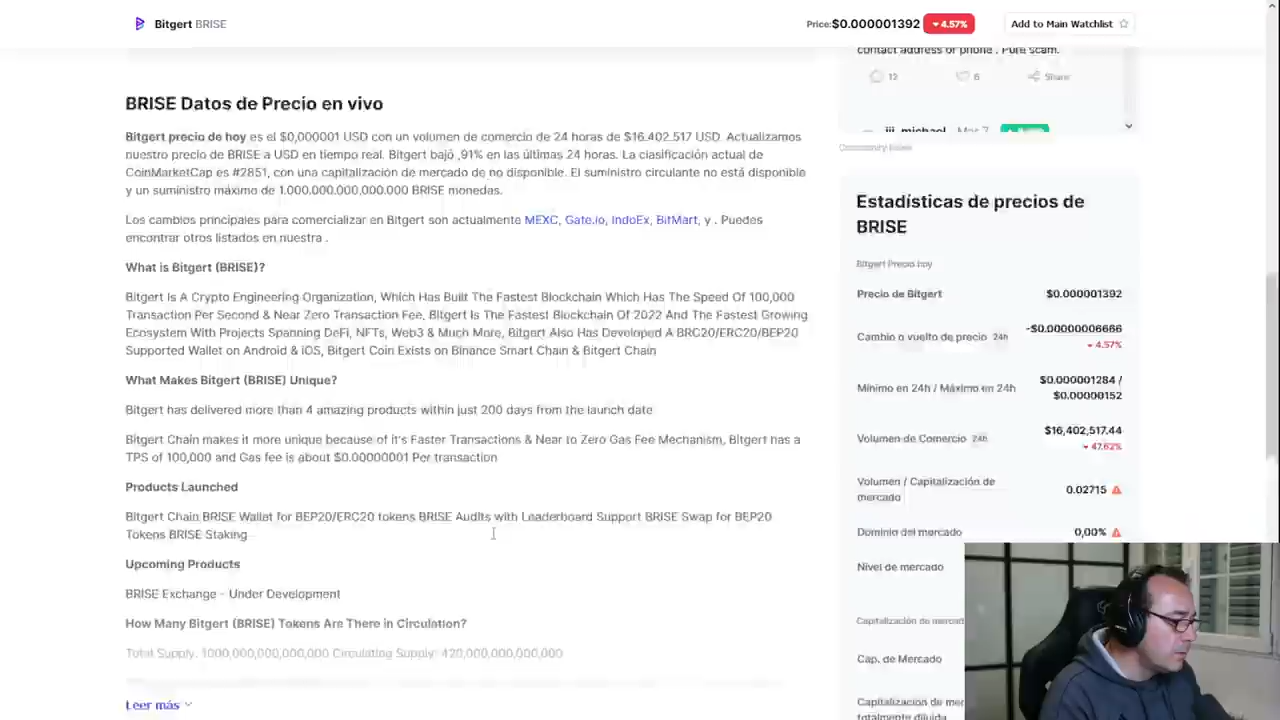 Bitgert BRISE
Price:$0.000001392 4.57%
Add to Main Watchlist
contact address or phone . Pure scam.
12 6 Share
iii_michael Mar 7
Community Rules
BRISE Datos de Precio en vivo
Bitgert precio de hoy es el $0,000001 USD con un volumen de comercio de 24 horas de $16.402.517 USD. Actualizamos
nuestro precio de BRISE a USD en tiempo real. Bitgert bajó ,91% en las últimas 24 horas. La clasificación actual de
CoinMarketCap es #2851, con una capitalización de mercado de no disponible. El suministro circulante no está disponible
y un suministro máximo de 1.000.000.000.000.000 BRISE monedas.
Los cambios principales para comercializar en Bitgert son actualmente MEXC, Gate.io, IndoEx, BitMart, y . Puedes
encontrar otros listados en nuestra .
What is Bitgert (BRISE)?
Bitgert Is A Crypto Engineering Organization, Which Has Built The Fastest Blockchain Which Has The Speed Of 100,000
Transaction Per Second & Near Zero Transaction Fee, Bitgert Is The Fastest Blockchain Of 2022 And The Fastest Growing
Ecosystem With Projects Spanning DeFi, NFTs, Web3 & Much More, Bitgert Also Has Developed A BRC20/ERC20/BEP20
Supported Wallet on Android & iOS, Bitgert Coin Exists on Binance Smart Chain & Bitgert Chain
What Makes Bitgert (BRISE) Unique?
Bitgert has delivered more than 4 amazing products within just 200 days from the launch date
Bitgert Chain makes it more unique because of it's Faster Transactions & Near to Zero Gas Fee Mechanism, Bitgert has a
TPS of 100,000 and Gas fee is about $0.00000001 Per transaction
Products Launched
Bitgert Chain BRISE Wallet for BEP20/ERC20 tokens BRISE Audits with Leaderboard Support BRISE Swap for BEP20
Tokens BRISE Staking
Upcoming Products
BRISE Exchange - Under Development
How Many Bitgert (BRISE) Tokens Are There in Circulation?
Total Supply: 1000,000,000,000,000 Circulating Supply: 420,000,000,000,000
Leer más
Estadísticas de precios de
BRISE
Bitgert Precio hoy
Precio de Bitgert $0.000001392
Cambio o vuelto de precio 24h -$0.00000006666
4.57%
Mínimo en 24h / Máximo en 24h $0.000001284 /
$0.00000152
Volumen de Comercio 24h $16,402,517.44
47.62%
Volumen / Capitalización de
mercado 0.02715
Dominio del mercado 0,00%
Nivel de mercado
Capitalización de mercad
Cap. de Mercado
Capitalización de mer
totalmente diluida